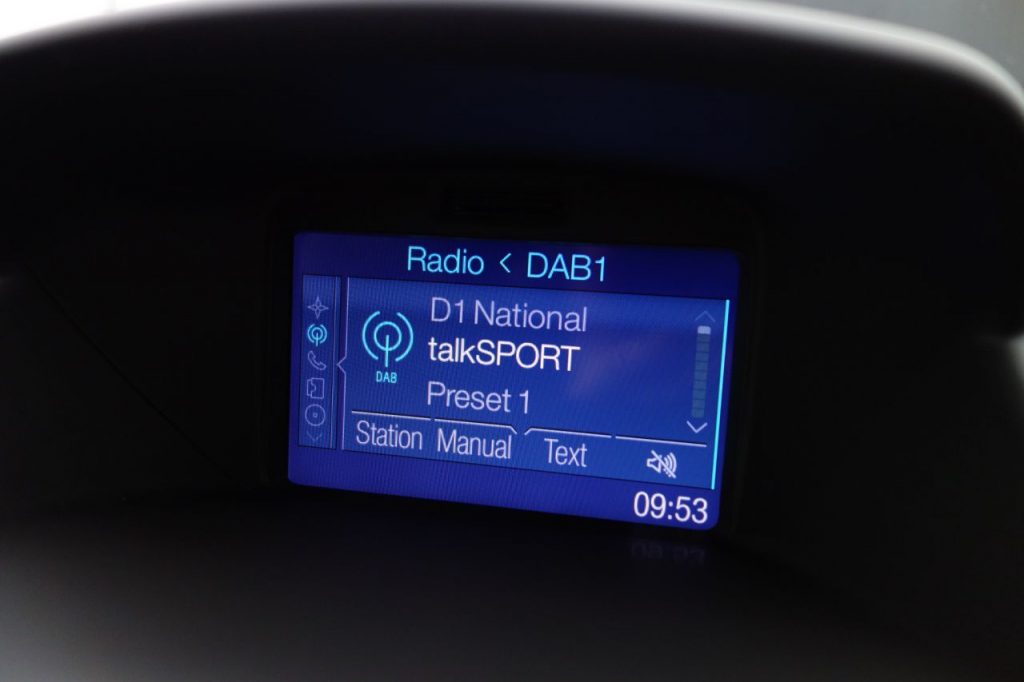 Radio < DAB1
D1 National
talkSPORT
DAB
Preset 1
Station Manual Text
09:53